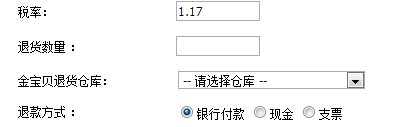 税率： 1.17
退货数量 ：
金宝贝退货仓库： -- 请选择仓库 --
退款方式 ： 银行付款 现金 支票